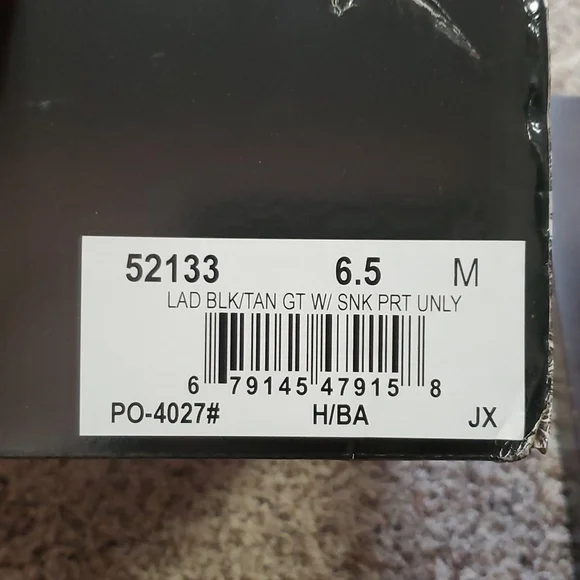 52133 6.5 M
LAD BLK/TAN GT W/ SNK PRT UNLY
6 79145 47915 8
PO-4027# H/BA JX